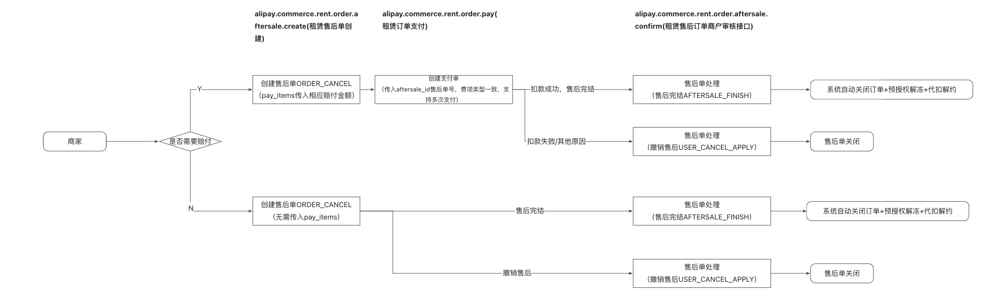 alipay.commerce.rent.order.a
ftersale.create(租赁售后单创
建)
alipay.commerce.rent.order.pay(
租赁订单支付)
alipay.commerce.rent.order.aftersale.
confirm(租赁售后订单商户审核接口)
商家
是否需要赔付
Y
创建售后单ORDER_CANCEL
(pay_items传入相应赔付金额)
创建支付单
(传入aftersale_id售后单号，费项类型一致，支
持多次支付)
扣款成功，售后完结
售后单处理
(售后完结AFTERSALE_FINISH)
系统自动关闭订单+预授权解冻+代扣解约
扣款失败/其他原因
售后单处理
(撤销售后USER_CANCEL_APPLY)
售后单关闭
N
创建售后单ORDER_CANCEL
(无需传入pay_items)
售后完结
售后单处理
(售后完结AFTERSALE_FINISH)
系统自动关闭订单+预授权解冻+代扣解约
撤销售后
售后单处理
(撤销售后USER_CANCEL_APPLY)
售后单关闭